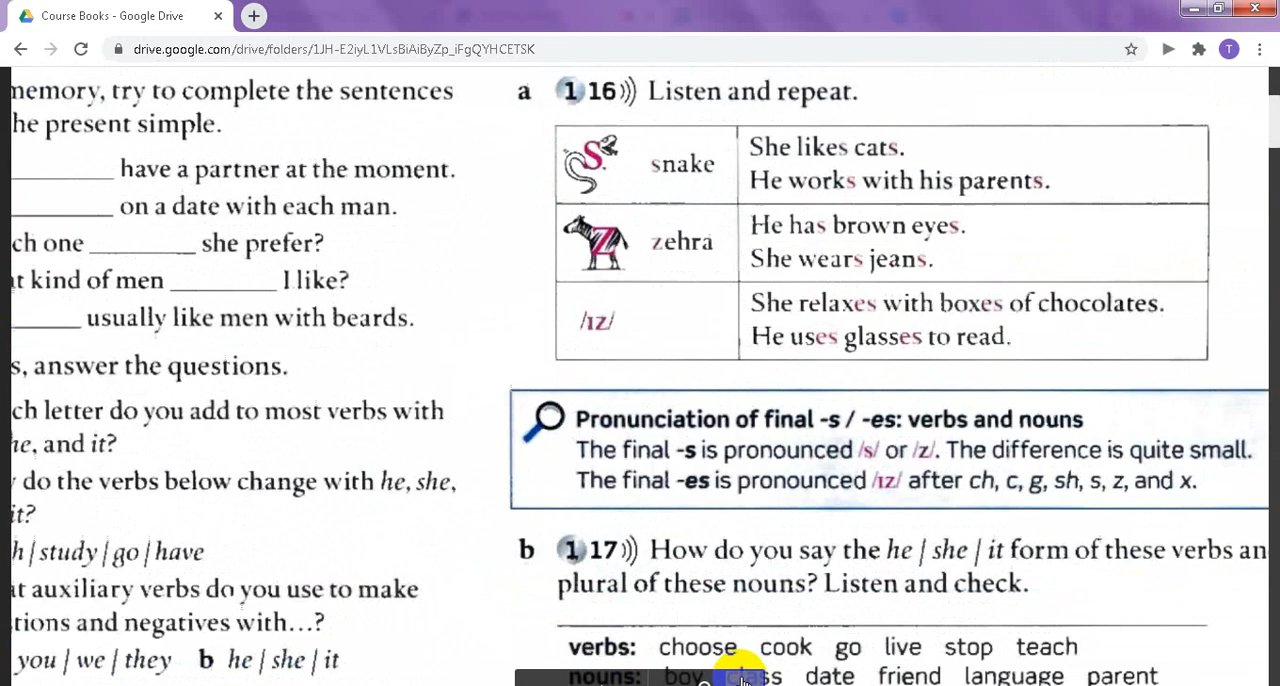 Course Books - Google Drive
drive.google.com/drive/folders/1JH-E2iyL1VLsBiAiByZp_iFgQYHCETSK
T
memory, try to complete the sentences
he present simple.
have a partner at the moment.
on a date with each man.
ch one ________ she prefer?
t kind of men ________ I like?
usually like men with beards.
s, answer the questions.
ch letter do you add to most verbs with
he, and it?
do the verbs below change with he, she,
it?
h | study | go | have
at auxiliary verbs do you use to make
tions and negatives with...?
you | we | they b he | she | it
a 1 16))) Listen and repeat.
S
snake
She likes cats.
He works with his parents.
Z
zehra
He has brown eyes.
She wears jeans.
/ɪz/
She relaxes with boxes of chocolates.
He uses glasses to read.
Pronunciation of final -s / -es: verbs and nouns
The final -s is pronounced /s/ or /z/. The difference is quite small.
The final -es is pronounced /ɪz/ after ch, c, g, sh, s, z, and x.
b 1 17))) How do you say the he | she | it form of these verbs an
plural of these nouns? Listen and check.
verbs: choose cook go live stop teach
nouns: boy class date friend language parent